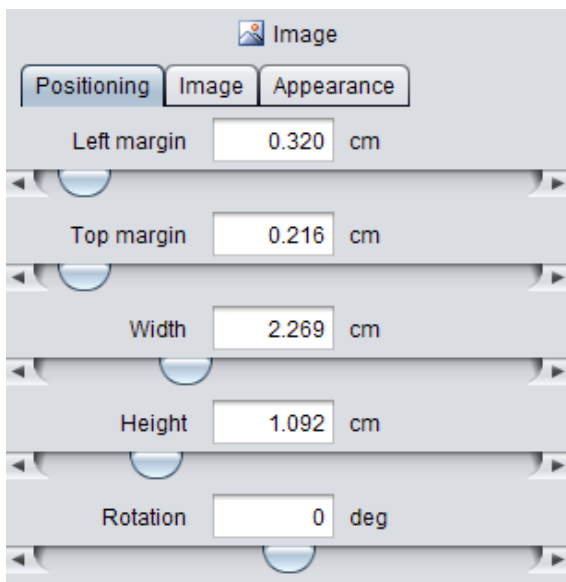 Image
Positioning Image Appearance
Left margin 0.320 cm
Top margin 0.216 cm
Width 2.269 cm
Height 1.092 cm
Rotation 0 deg